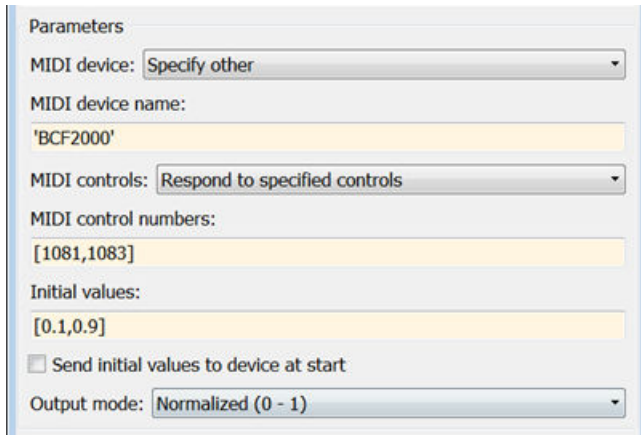 Parameters
MIDI device: Specify other
MIDI device name:
'BCF2000'
MIDI controls: Respond to specified controls
MIDI control numbers:
[1081,1083]
Initial values:
[0.1,0.9]
Send initial values to device at start
Output mode: Normalized (0 - 1)